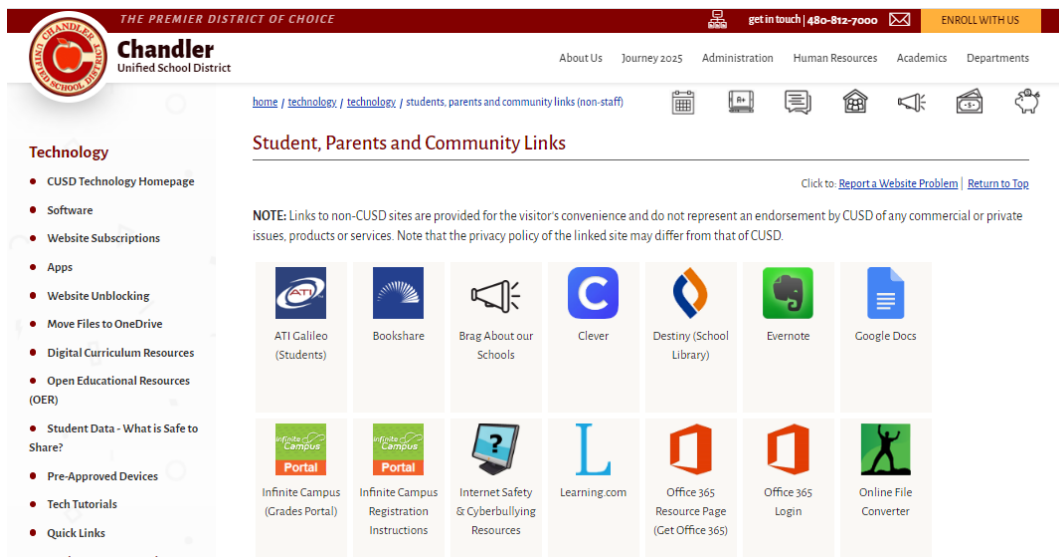 THE PREMIER DISTRICT OF CHOICE
get in touch | 480-812-7000
ENROLL WITH US
CHANDLER UNIFIED SCHOOL DISTRICT
Chandler
Unified School District
About Us
Journey 2025
Administration
Human Resources
Academics
Departments
home / technology / technology / students, parents and community links (non-staff)
A+
-$-
Technology
CUSD Technology Homepage
Software
Website Subscriptions
Apps
Website Unblocking
Move Files to OneDrive
Digital Curriculum Resources
Open Educational Resources
(OER)
Student Data - What is Safe to
Share?
Pre-Approved Devices
Tech Tutorials
Quick Links
Student, Parents and Community Links
Click to: Report a Website Problem | Return to Top
NOTE: Links to non-CUSD sites are provided for the visitor's convenience and do not represent an endorsement by CUSD of any commercial or private
issues, products or services. Note that the privacy policy of the linked site may differ from that of CUSD.
ATI
ATI Galileo
(Students)
Bookshare
Brag About our
Schools
C
Clever
Destiny (School
Library)
Evernote
Google Docs
Infinite
Campus
Portal
Infinite Campus
(Grades Portal)
Infinite
Campus
Portal
Infinite Campus
Registration
Instructions
?
Internet Safety
& Cyberbullying
Resources
L
Learning.com
Office 365
Resource Page
(Get Office 365)
Office 365
Login
Online File
Converter